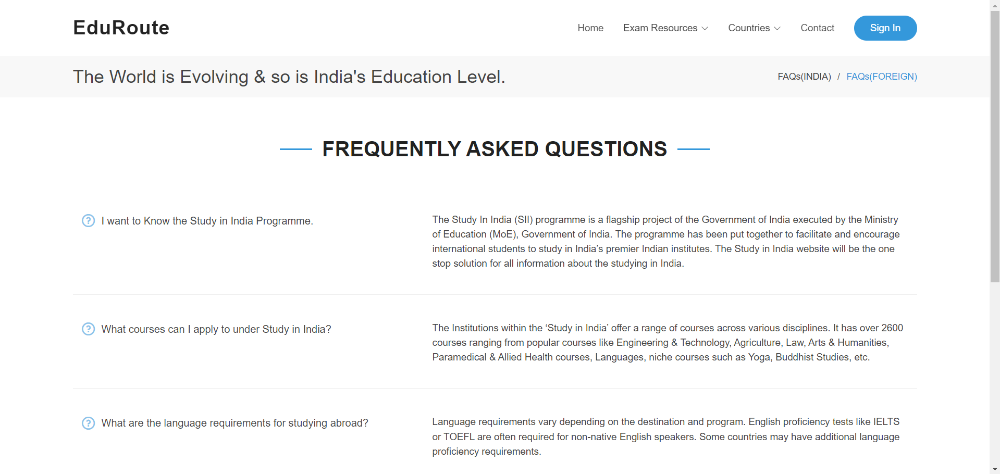 EduRoute
Home
Exam Resources
Countries
Contact
Sign In
The World is Evolving & so is India's Education Level.
FAQs(INDIA) / FAQs(FOREIGN)
FREQUENTLY ASKED QUESTIONS
I want to Know the Study in India Programme.
The Study In India (SII) programme is a flagship project of the Government of India executed by the Ministry
of Education (MoE), Government of India. The programme has been put together to facilitate and encourage
international students to study in India’s premier Indian institutes. The Study in India website will be the one
stop solution for all information about the studying in India.
What courses can I apply to under Study in India?
The Institutions within the ‘Study in India’ offer a range of courses across various disciplines. It has over 2600
courses ranging from popular courses like Engineering & Technology, Agriculture, Law, Arts & Humanities,
Paramedical & Allied Health courses, Languages, niche courses such as Yoga, Buddhist Studies, etc.
What are the language requirements for studying abroad?
Language requirements vary depending on the destination and program. English proficiency tests like IELTS
or TOEFL are often required for non-native English speakers. Some countries may have additional language
proficiency requirements.